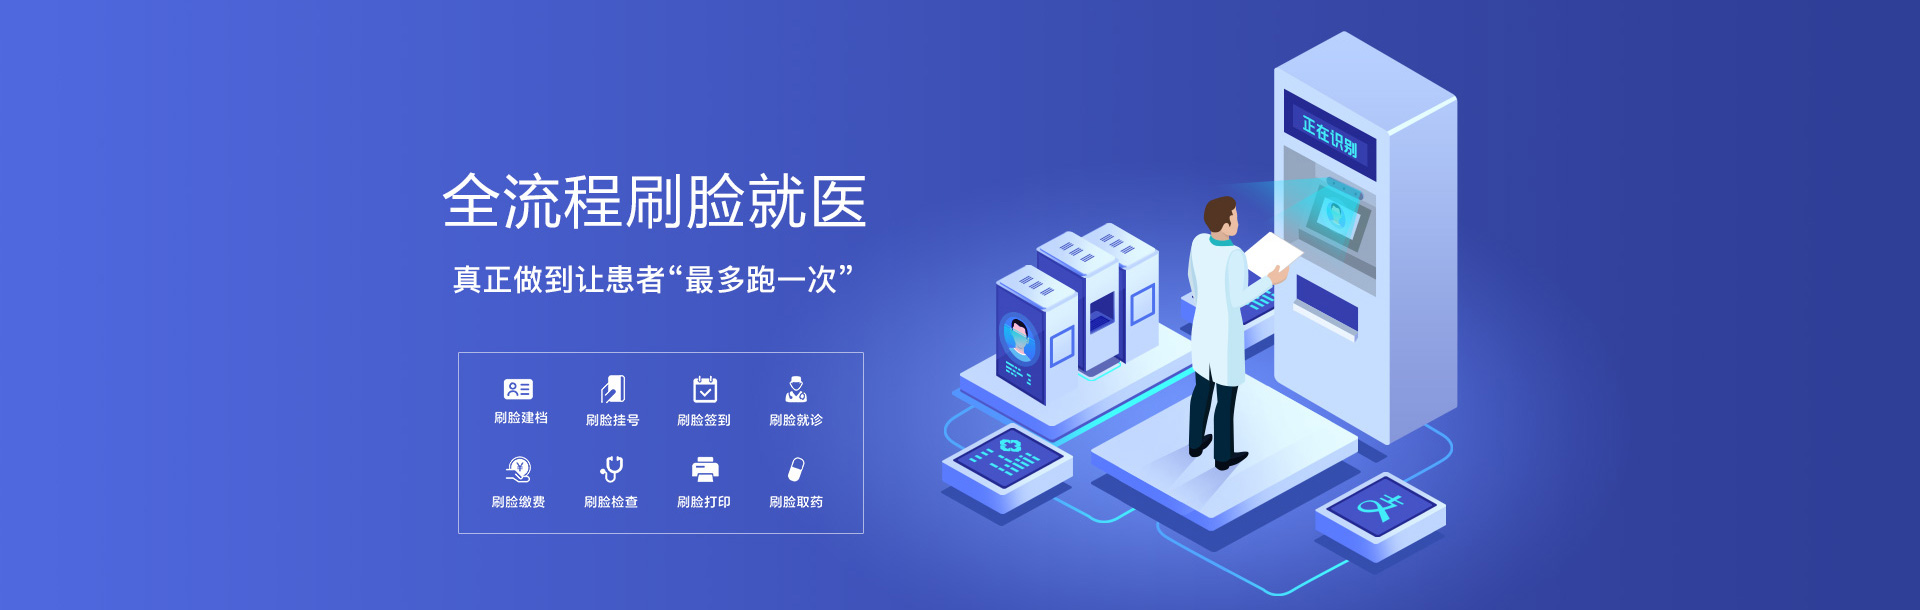 全流程刷脸就医
真正做到让患者“最多跑一次”
刷脸建档 刷脸挂号 刷脸签到 刷脸就诊
刷脸缴费 刷脸检查 刷脸打印 刷脸取药
正在识别